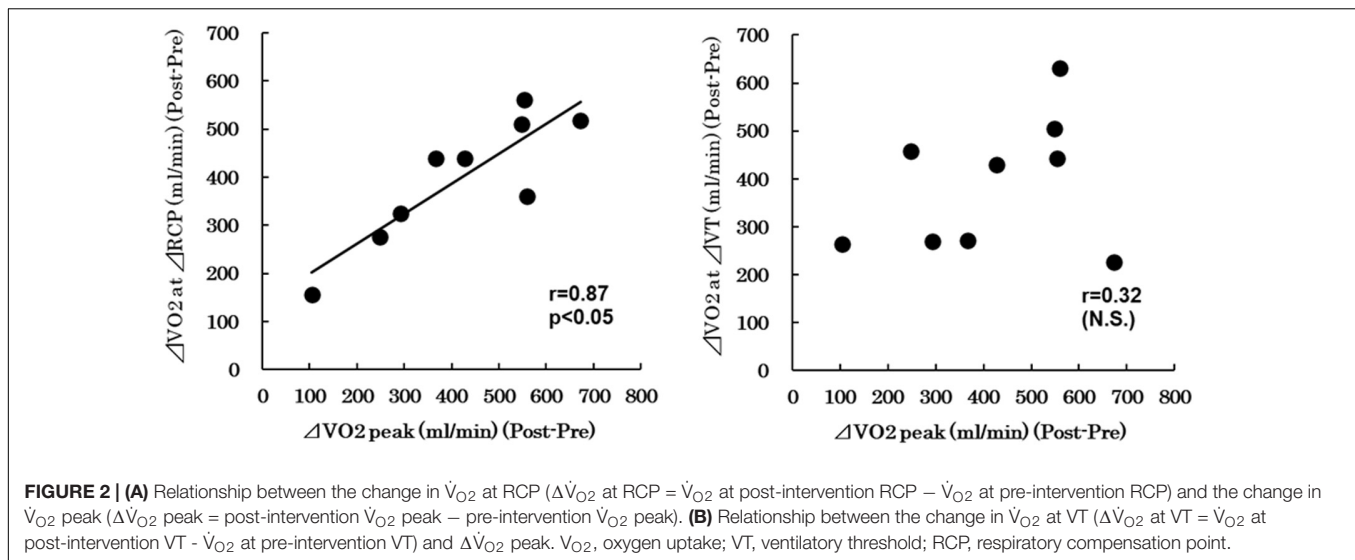 700
600
500
400
300
200
100
0
⊿VO2 at ⊿RCP (ml/min) (Post-Pre)
r=0.87
p<0.05
0 100 200 300 400 500 600 700 800
⊿VO2 peak (ml/min) (Post-Pre)
700
600
500
400
300
200
100
0
⊿VO2 at ⊿VT (ml/min) (Post-Pre)
r=0.32
(N.S.)
0 100 200 300 400 500 600 700 800
⊿VO2 peak (ml/min) (Post-Pre)
FIGURE 2 | (A) Relationship between the change in V̇O2 at RCP (ΔV̇O2 at RCP = V̇O2 at post-intervention RCP − V̇O2 at pre-intervention RCP) and the change in
V̇O2 peak (ΔV̇O2 peak = post-intervention V̇O2 peak − pre-intervention V̇O2 peak). (B) Relationship between the change in V̇O2 at VT (ΔV̇O2 at VT = V̇O2 at
post-intervention VT - V̇O2 at pre-intervention VT) and ΔV̇O2 peak. VO2, oxygen uptake; VT, ventilatory threshold; RCP, respiratory compensation point.